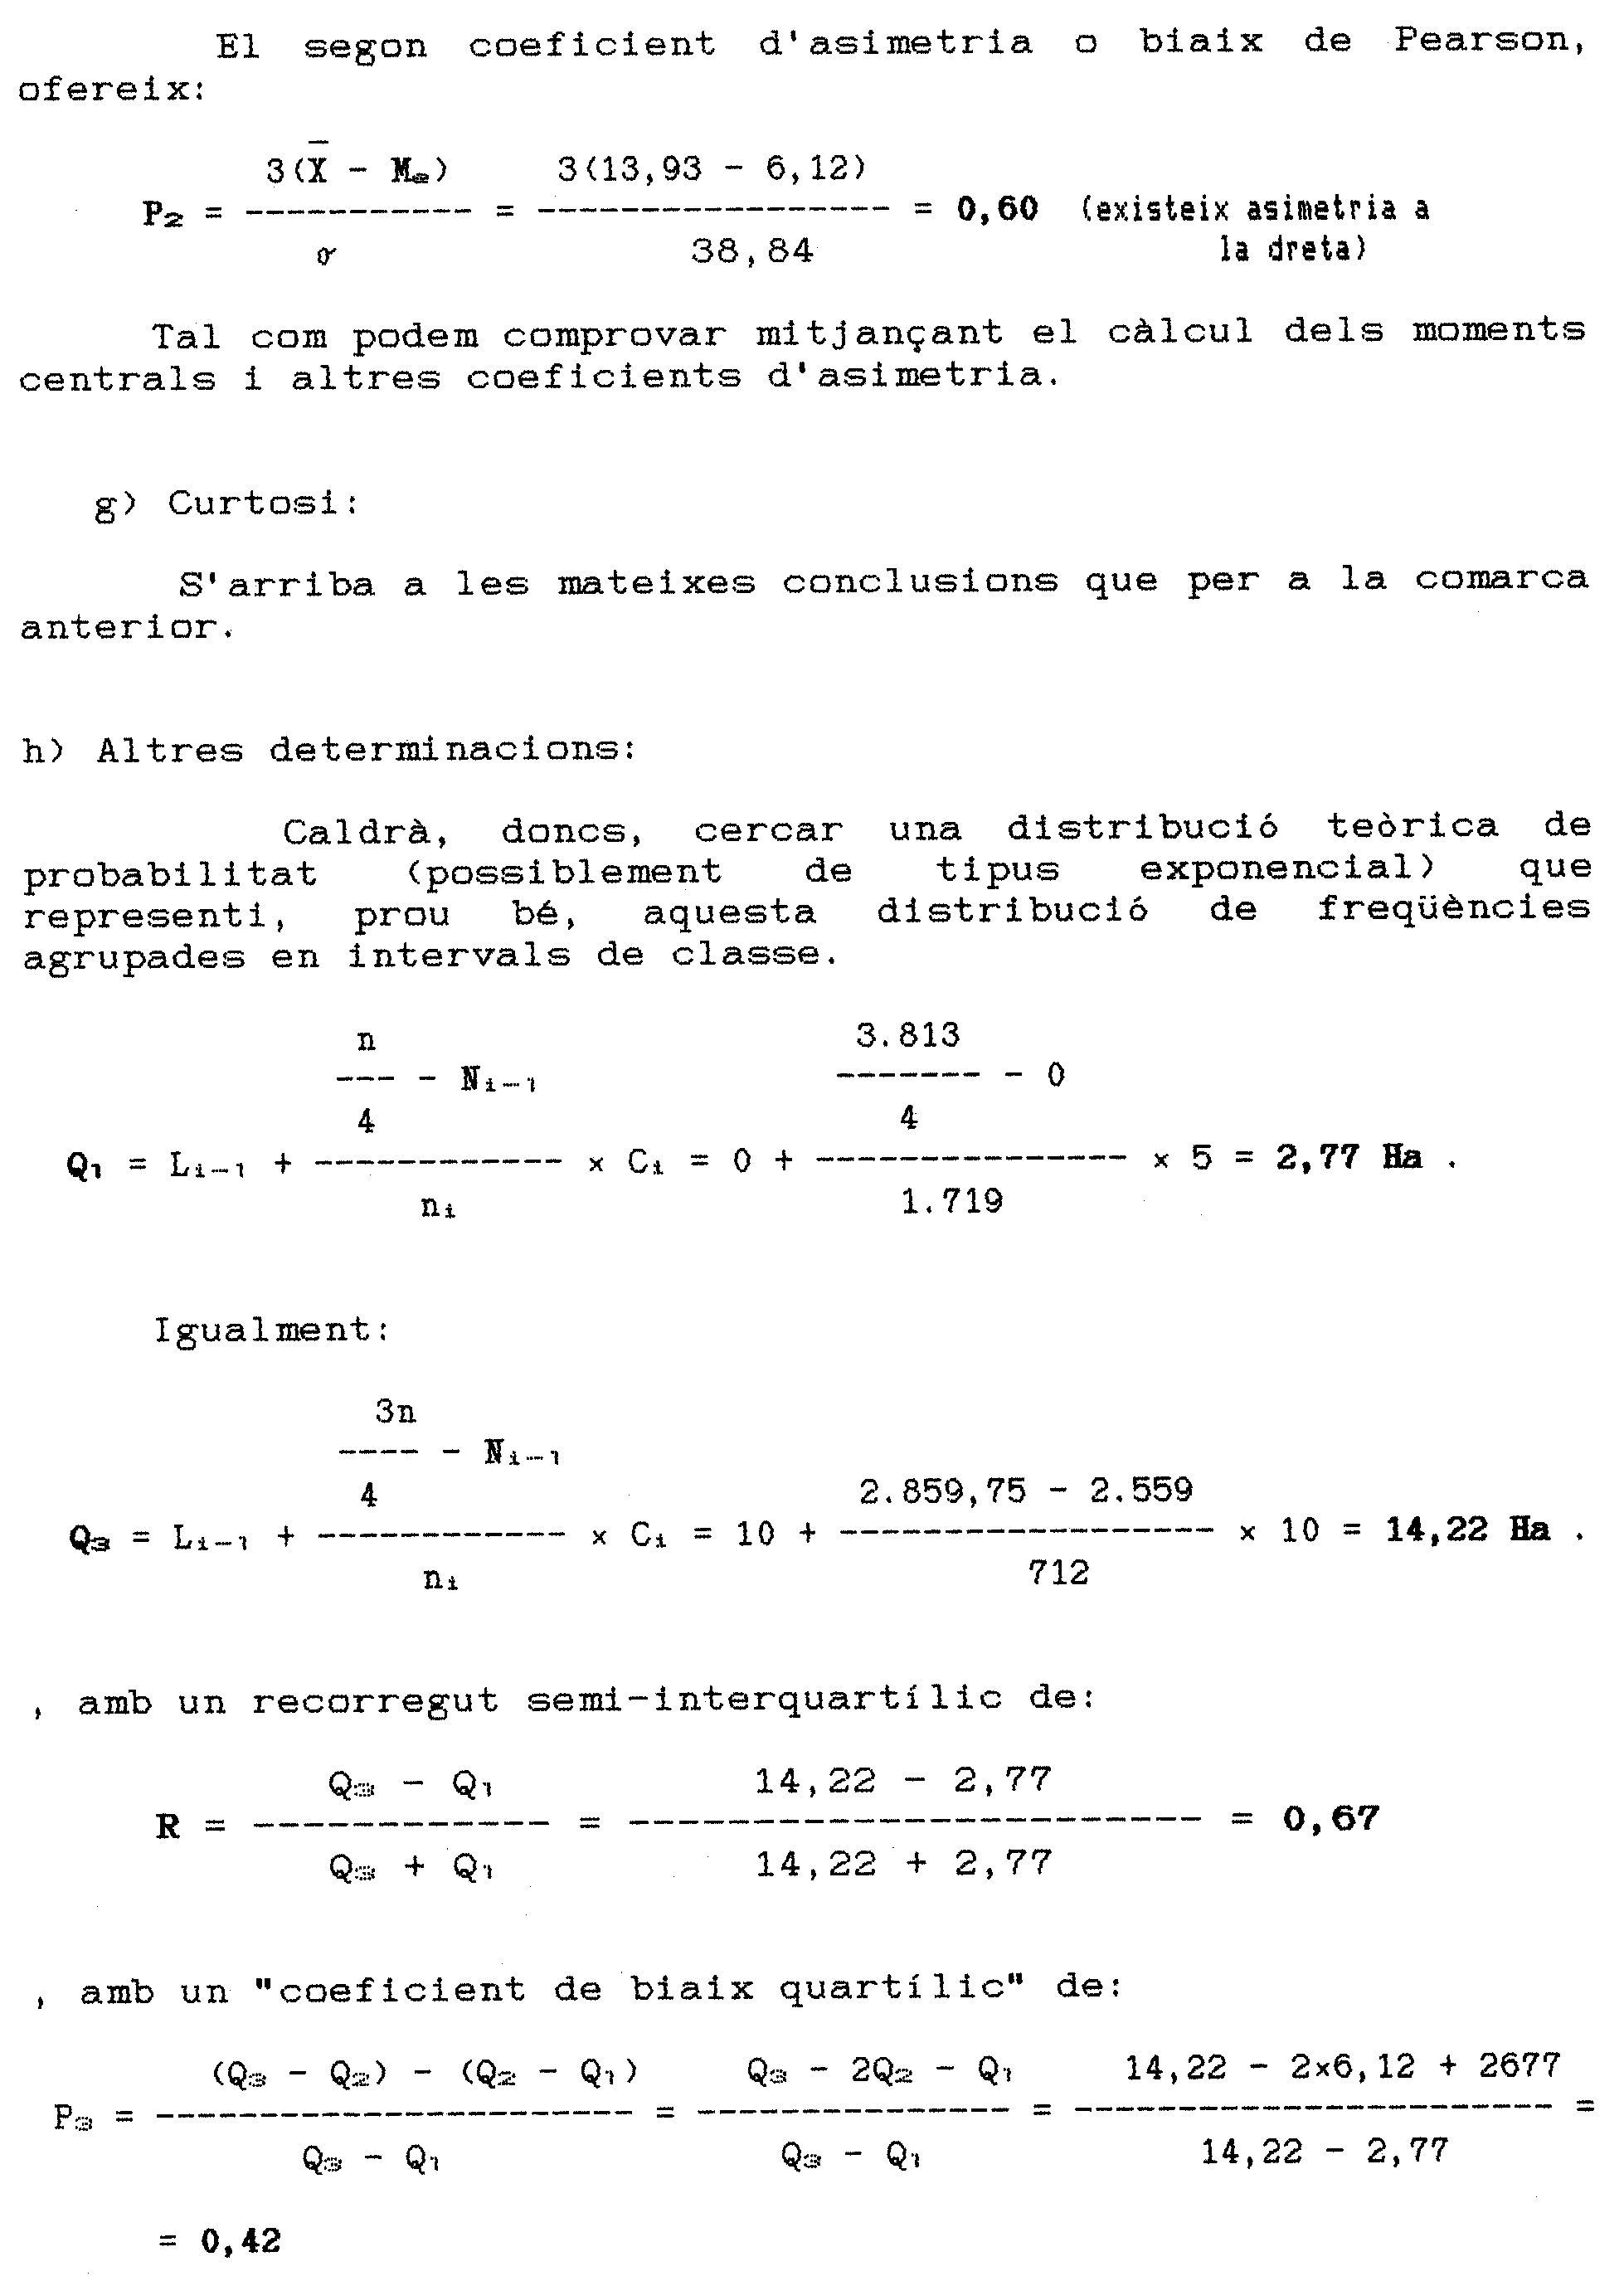 El segon coeficient d'asimetria o biaix de Pearson,
ofereix:
3(X̄ - Me) 3(13,93 - 6,12)
P2 = ----------- = ----------------- = 0,60 (existeix asimetria a
σ 38,84 la dreta)
Tal com podem comprovar mitjançant el càlcul dels moments
centrals i altres coeficients d'asimetria.
g) Curtosi:
S'arriba a les mateixes conclusions que per a la comarca
anterior.
h) Altres determinacions:
Caldrà, doncs, cercar una distribució teòrica de
probabilitat (possiblement de tipus exponencial) que
representi, prou bé, aquesta distribució de freqüències
agrupades en intervals de classe.
n 3.813
--- - Ni-1 ------- - 0
4 4
Q1 = Li-1 + ------------ x Ci = 0 + --------------- x 5 = 2,77 Ha .
ni 1.719
Igualment:
3n
---- - Ni-1
4 2.859,75 - 2.559
Q3 = Li-1 + ------------ x Ci = 10 + ------------------ x 10 = 14,22 Ha .
ni 712
, amb un recorregut semi-interquartílic de:
Q3 - Q1 14,22 - 2,77
R = ------------- = ------------------------ = 0,67
Q3 + Q1 14,22 + 2,77
, amb un "coeficient de biaix quartílic" de:
(Q3 - Q2) - (Q2 - Q1) Q3 - 2Q2 - Q1 14,22 - 2x6,12 + 2677
P3 = ----------------------- = --------------- = ----------------------- =
Q3 - Q1 Q3 - Q1 14,22 - 2,77
= 0,42